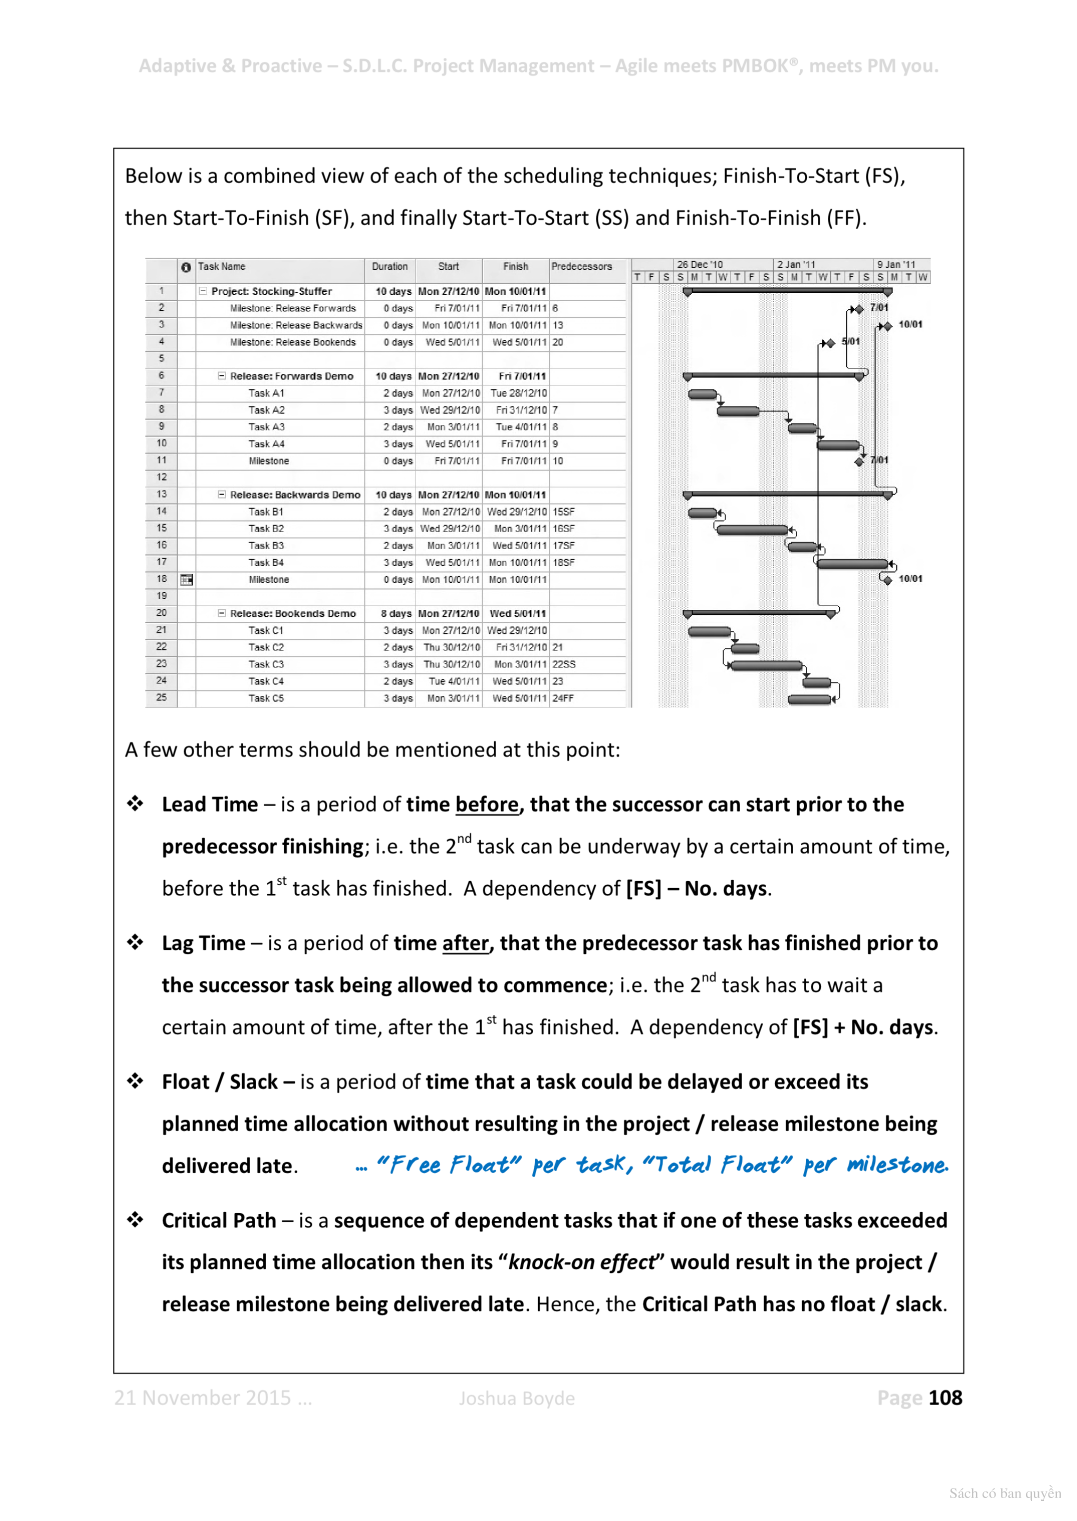 Adaptive & Proactive – S.D.L.C. Project Management – Agile meets PMBOK®, meets PM you.
Below is a combined view of each of the scheduling techniques; Finish-To-Start (FS),
then Start-To-Finish (SF), and finally Start-To-Start (SS) and Finish-To-Finish (FF).
Task Name Duration Start Finish Predecessors 26 Dec '10 2 Jan '11 9 Jan '11
T F S S M T W T F S S M T W T F S S M T W
1 Project: Stocking-Stuffer 10 days Mon 27/12/10 Mon 10/01/11
2 Milestone: Release Forwards 0 days Fri 7/01/11 Fri 7/01/11 6 7/01
3 Milestone: Release Backwards 0 days Mon 10/01/11 Mon 10/01/11 13 10/01
4 Milestone: Release Bookends 0 days Wed 5/01/11 Wed 5/01/11 20 5/01
5
6 Release: Forwards Demo 10 days Mon 27/12/10 Fri 7/01/11
7 Task A1 2 days Mon 27/12/10 Tue 28/12/10
8 Task A2 3 days Wed 29/12/10 Fri 31/12/10 7
9 Task A3 2 days Mon 3/01/11 Tue 4/01/11 8
10 Task A4 3 days Wed 5/01/11 Fri 7/01/11 9
11 Milestone 0 days Fri 7/01/11 Fri 7/01/11 10 7/01
12
13 Release: Backwards Demo 10 days Mon 27/12/10 Mon 10/01/11
14 Task B1 2 days Mon 27/12/10 Wed 29/12/10 15SF
15 Task B2 3 days Wed 29/12/10 Mon 3/01/11 16SF
16 Task B3 2 days Mon 3/01/11 Wed 5/01/11 17SF
17 Task B4 3 days Wed 5/01/11 Mon 10/01/11 18SF
18 Milestone 0 days Mon 10/01/11 Mon 10/01/11 10/01
19
20 Release: Bookends Demo 8 days Mon 27/12/10 Wed 5/01/11
21 Task C1 3 days Mon 27/12/10 Wed 29/12/10
22 Task C2 2 days Thu 30/12/10 Fri 31/12/10 21
23 Task C3 3 days Thu 30/12/10 Mon 3/01/11 22SS
24 Task C4 2 days Tue 4/01/11 Wed 5/01/11 23
25 Task C5 3 days Mon 3/01/11 Wed 5/01/11 24FF
A few other terms should be mentioned at this point:
❖ Lead Time – is a period of time before, that the successor can start prior to the
predecessor finishing; i.e. the 2nd task can be underway by a certain amount of time,
before the 1st task has finished. A dependency of [FS] – No. days.
❖ Lag Time – is a period of time after, that the predecessor task has finished prior to
the successor task being allowed to commence; i.e. the 2nd task has to wait a
certain amount of time, after the 1st has finished. A dependency of [FS] + No. days.
❖ Float / Slack – is a period of time that a task could be delayed or exceed its
planned time allocation without resulting in the project / release milestone being
delivered late. ... "Free Float" per task, "Total Float" per milestone.
❖ Critical Path – is a sequence of dependent tasks that if one of these tasks exceeded
its planned time allocation then its “knock-on effect” would result in the project /
release milestone being delivered late. Hence, the Critical Path has no float / slack.
21 November 2015 ... Joshua Boyde Page 108
Sách có bản quyền